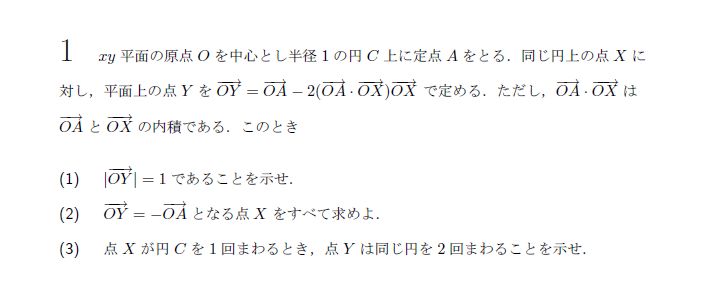 1 xy 平面の原点 O を中心とし半径 1 の円 C 上に定点 A をとる．同じ円上の点 X に
対し，平面上の点 Y を $\overrightarrow{OY} = \overrightarrow{OA} - 2(\overrightarrow{OA} \cdot \overrightarrow{OX})\overrightarrow{OX}$ で定める．ただし，$\overrightarrow{OA} \cdot \overrightarrow{OX}$ は
$\overrightarrow{OA}$ と $\overrightarrow{OX}$ の内積である．このとき
(1) $|\overrightarrow{OY}| = 1$ であることを示せ．
(2) $\overrightarrow{OY} = -\overrightarrow{OA}$ となる点 X をすべて求めよ．
(3) 点 X が円 C を 1 回まわるとき，点 Y は同じ円を 2 回まわることを示せ．